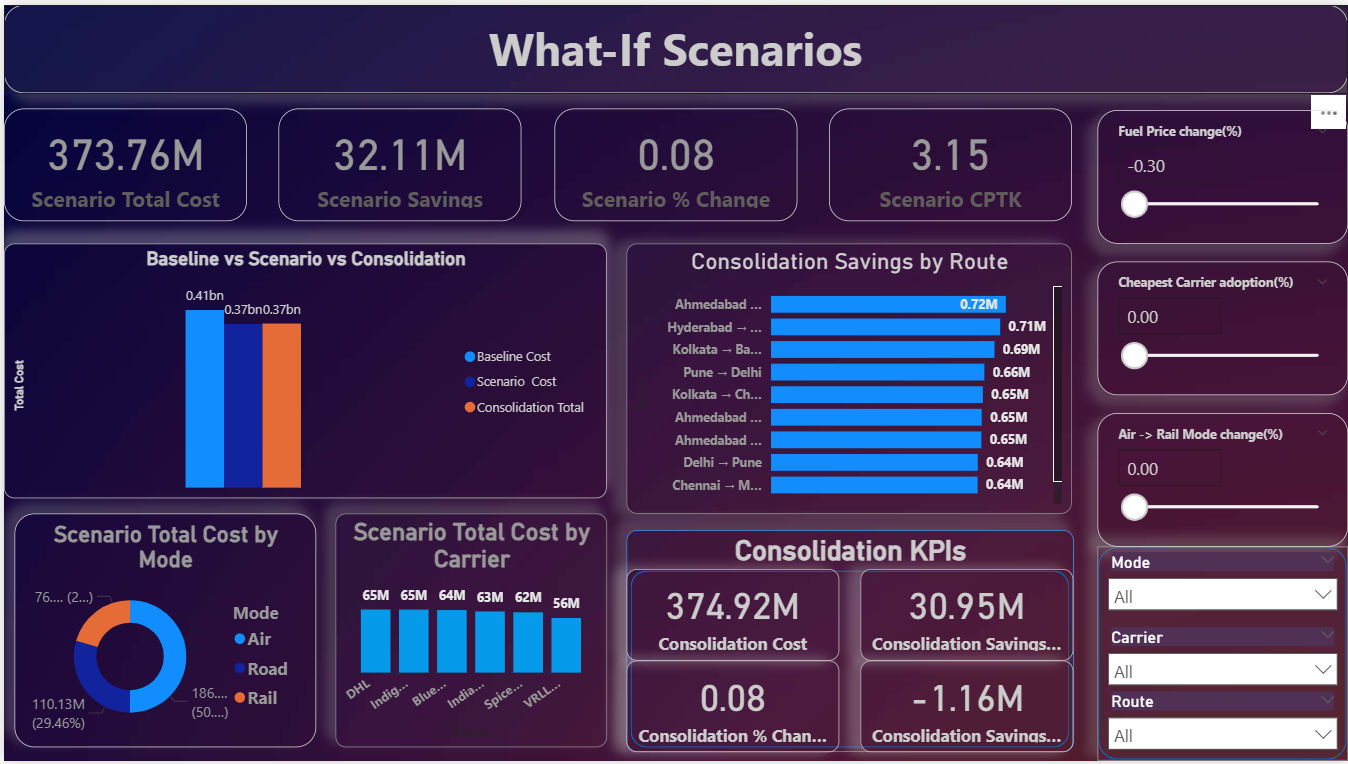 What-If Scenarios
373.76M
Scenario Total Cost
32.11M
Scenario Savings
0.08
Scenario % Change
3.15
Scenario CPTK
Fuel Price change(%)
-0.30
Cheapest Carrier adoption(%)
0.00
Air -> Rail Mode change(%)
0.00
Baseline vs Scenario vs Consolidation
Total Cost
0.41bn
0.37bn
0.37bn
Baseline Cost
Scenario Cost
Consolidation Total
Consolidation Savings by Route
Ahmedabad ... 0.72M
Hyderabad → ... 0.71M
Kolkata → Ba... 0.69M
Pune → Delhi 0.66M
Kolkata → Ch... 0.65M
Ahmedabad ... 0.65M
Ahmedabad ... 0.65M
Delhi → Pune 0.64M
Chennai → M... 0.64M
Scenario Total Cost by
Mode
76.... (2...)
110.13M
(29.46%)
186....
(50....)
Mode
Air
Road
Rail
Scenario Total Cost by
Carrier
65M 65M 64M 63M 62M 56M
DHL Indig... Blue... India... Spice... VRLL...
Consolidation KPIs
374.92M
Consolidation Cost
30.95M
Consolidation Savings...
0.08
Consolidation % Chan...
-1.16M
Consolidation Savings...
Mode
All
Carrier
All
Route
All